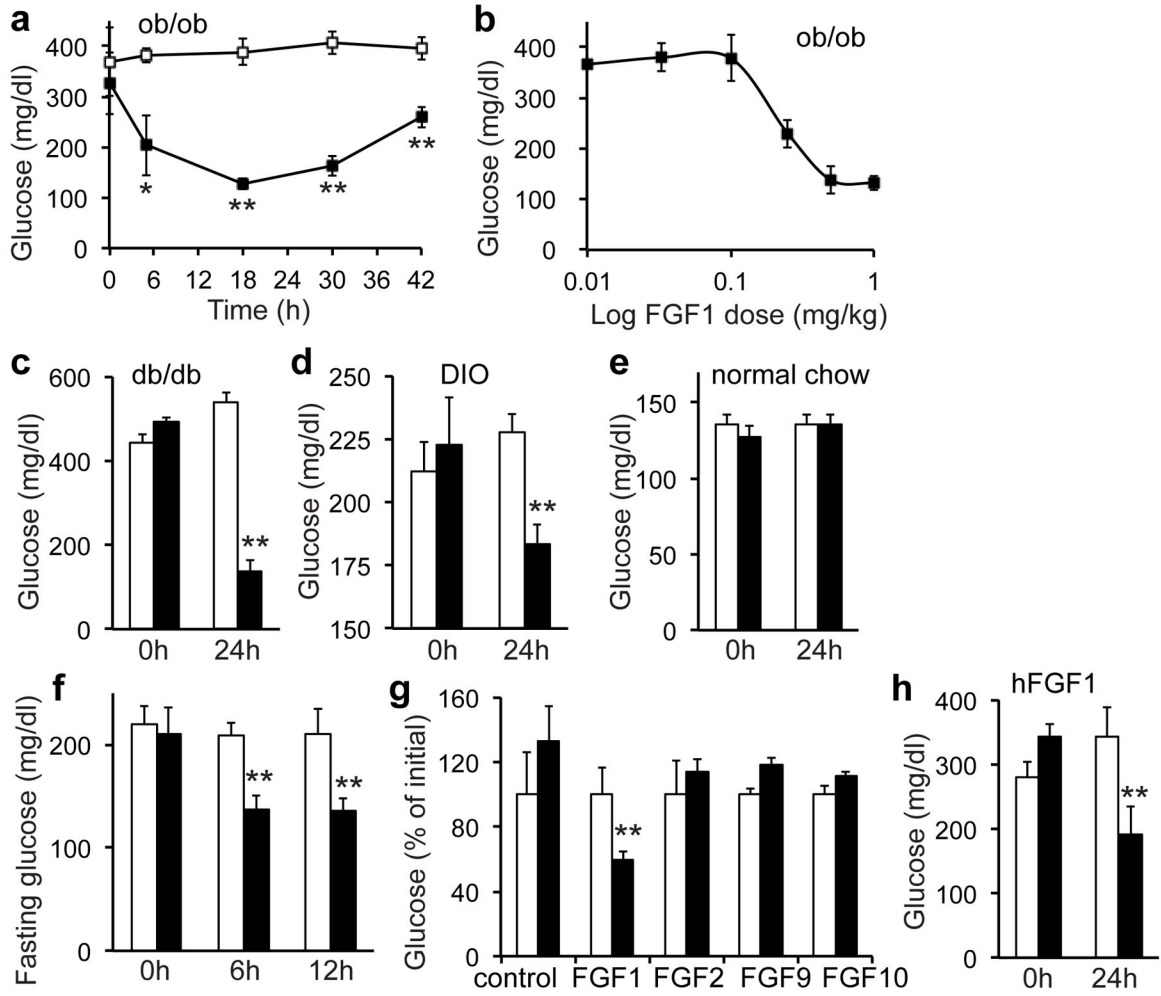 a
ob/ob
Glucose (mg/dl)
400
300
200
100
0
*
**
**
**
0 6 12 18 24 30 36 42
Time (h)
b
ob/ob
Glucose (mg/dl)
400
300
200
100
0
0.01 0.1 1
Log FGF1 dose (mg/kg)
c
db/db
Glucose (mg/dl)
600
400
200
0
**
0h 24h
d
DIO
Glucose (mg/dl)
250
225
200
175
150
**
0h 24h
e
normal chow
Glucose (mg/dl)
150
100
50
0
0h 24h
f
Fasting glucose (mg/dl)
200
100
0
**
**
0h 6h 12h
g
Glucose (% of initial)
160
120
80
40
0
**
control FGF1 FGF2 FGF9 FGF10
h
hFGF1
Glucose (mg/dl)
400
300
200
100
0
**
0h 24h